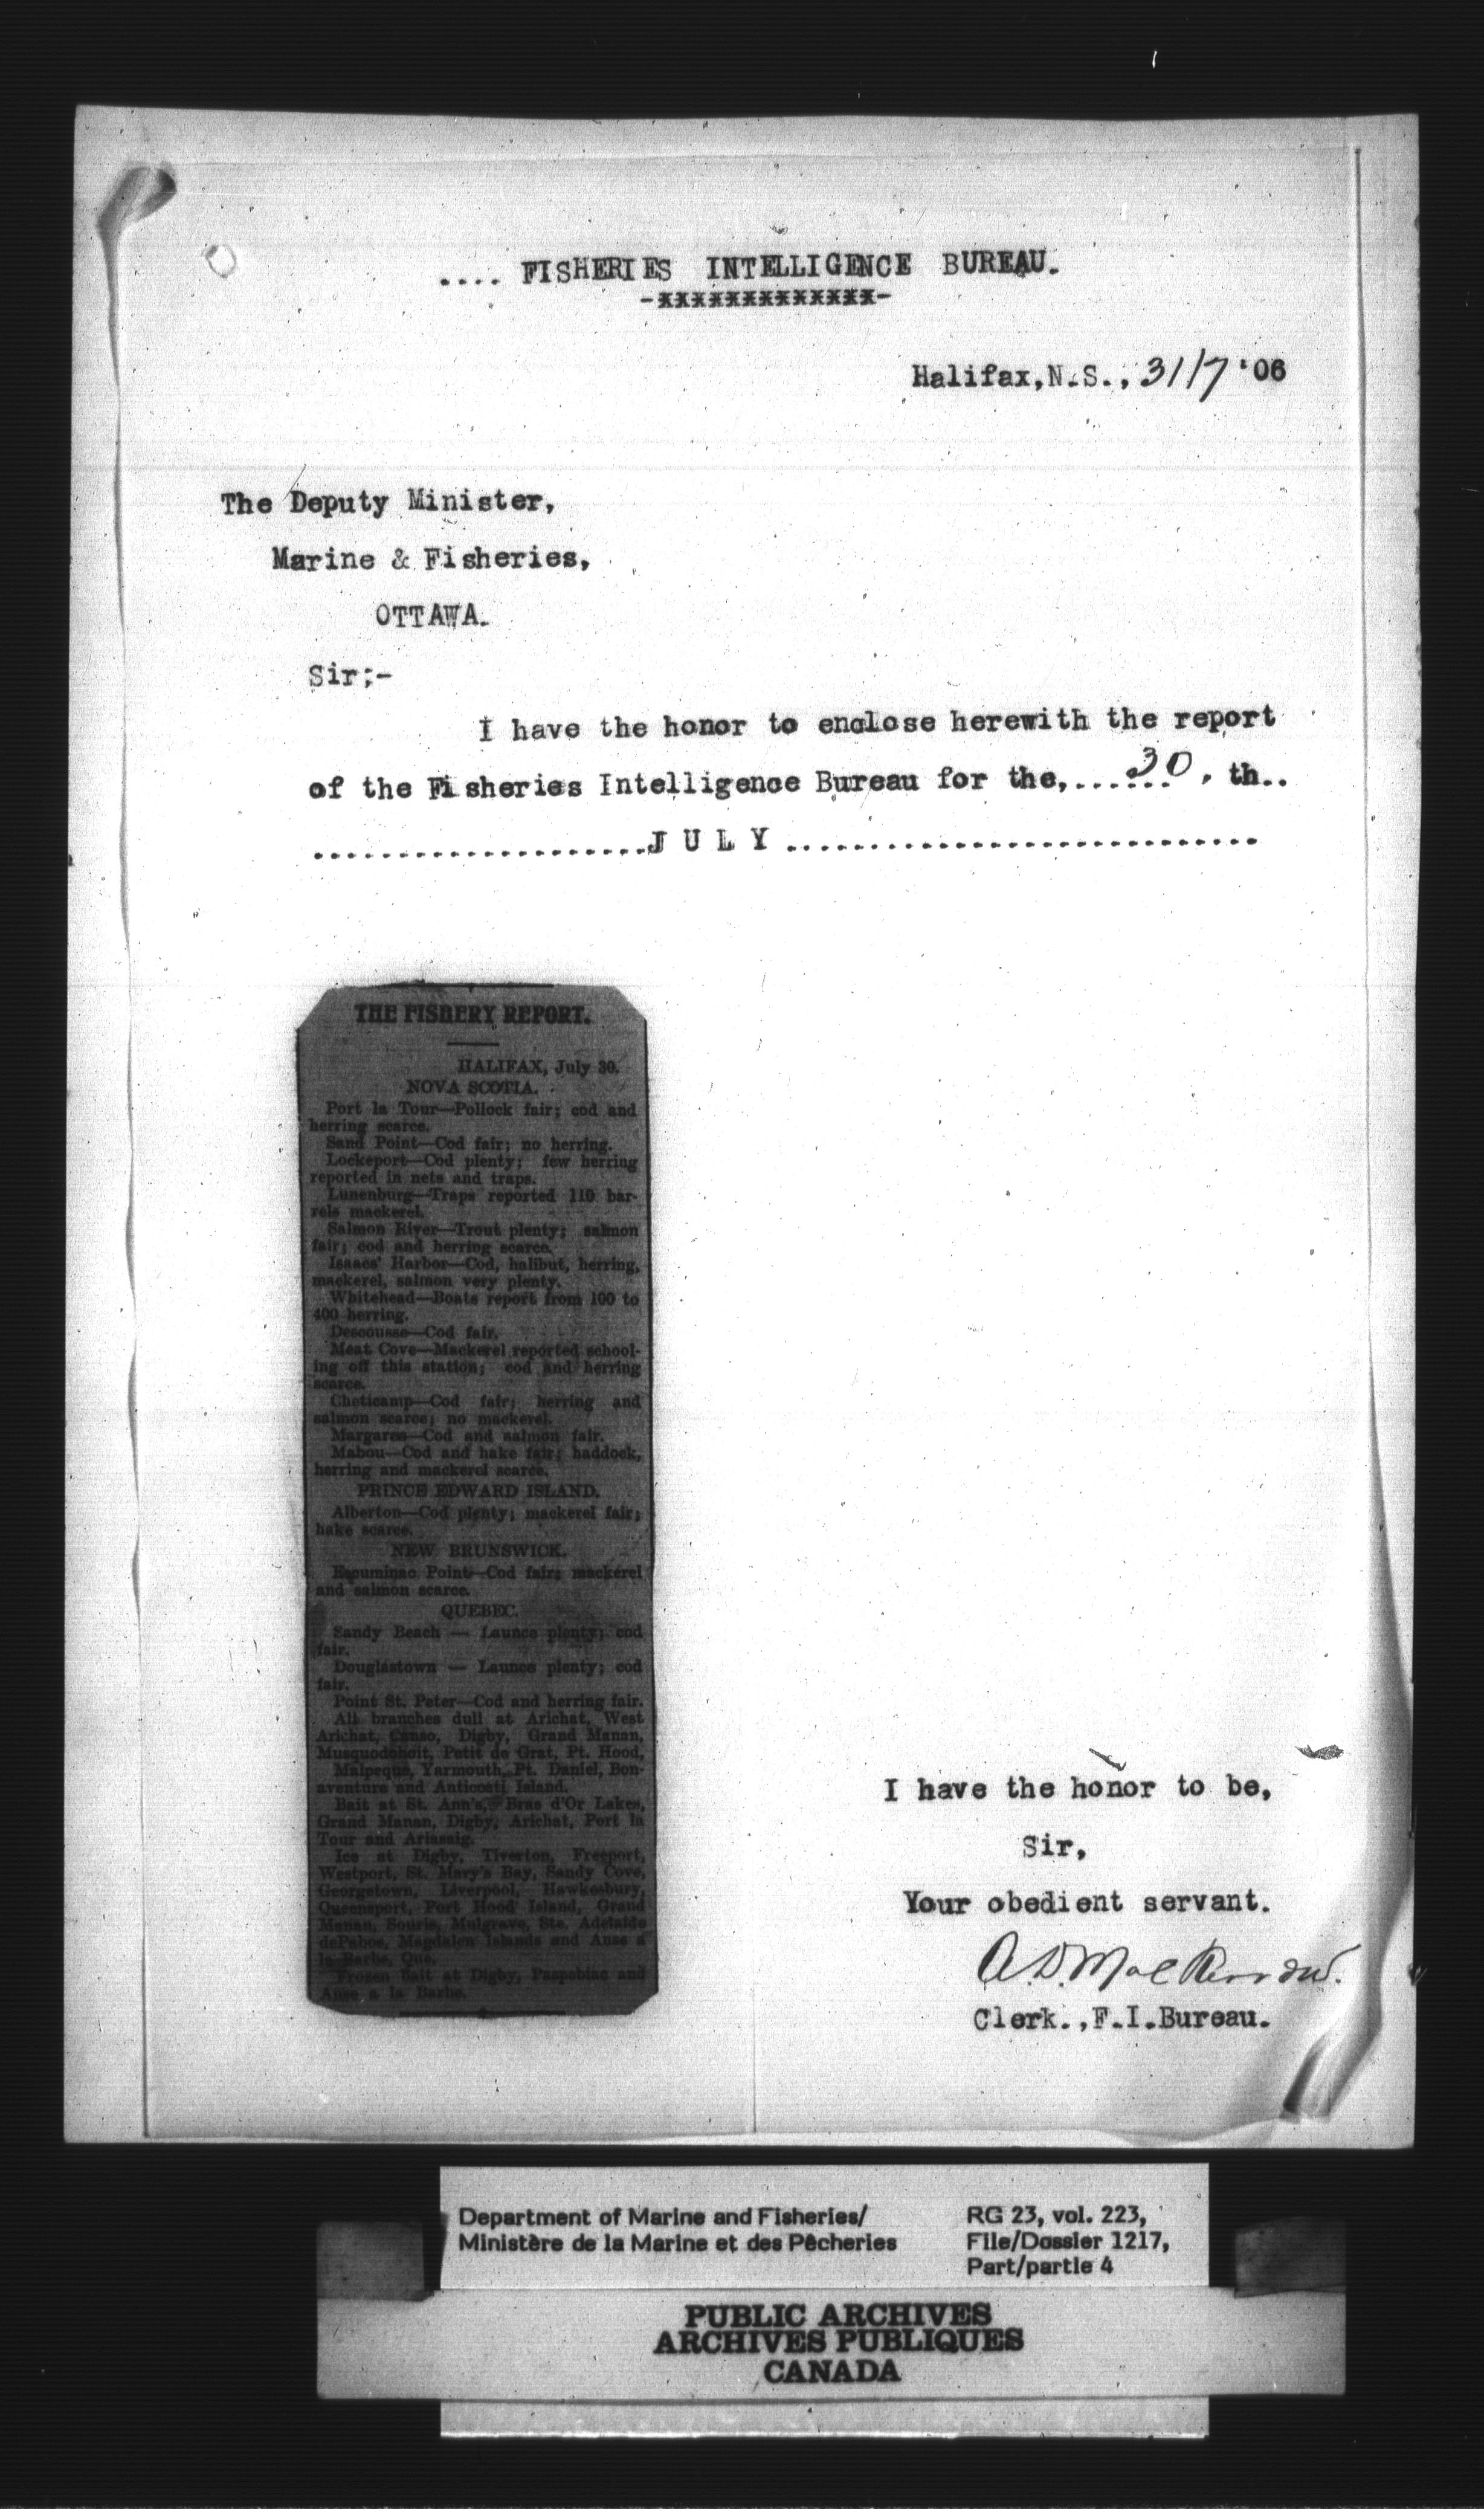 .... FISHERIES INTELLIGENCE BUREAU.
-xxxxxxxxxxxxx-
Halifax,N.S.,31/7 '06
The Deputy Minister,
Marine & Fisheries,
OTTAWA.
Sir;-
I have the honor to enclose herewith the report
of the Fisheries Intelligence Bureau for the,......30. th..
.....................J U L Y .............................
THE FISHERY REPORT.
HALIFAX, July 30.
NOVA SCOTIA.
Port la Tour—Pollock fair; cod and
herring scarce.
Sand Point—Cod fair; no herring.
Lockeport—Cod plenty; few herring
reported in nets and traps.
Lunenburg—Traps reported 110 bar-
rels mackerel.
Salmon River—Trout plenty; salmon
fair; cod and herring scarce.
Isaacs' Harbor—Cod, halibut, herring,
mackerel, salmon very plenty.
Whitehead—Boats report from 100 to
400 herring.
Descousse—Cod fair.
Meat Cove—Mackerel reported school-
ing off this station; cod and herring
scarce.
Cheticamp—Cod fair; herring and
salmon scarce; no mackerel.
Margaree—Cod and salmon fair.
Mabou—Cod and hake fair; haddock,
herring and mackerel scarce.
PRINCE EDWARD ISLAND.
Alberton—Cod plenty; mackerel fair;
hake scarce.
NEW BRUNSWICK.
Escuminac Point—Cod fair; mackerel
and salmon scarce.
QUEBEC.
Sandy Beach — Launce plenty; cod
fair.
Douglastown — Launce plenty; cod
fair.
Point St. Peter—Cod and herring fair.
All branches dull at Arichat, West
Arichat, Canso, Digby, Grand Manan,
Musquodoboit, Petit de Grat, Pt. Hood,
Malpeque, Yarmouth, Pt. Daniel, Bon-
aventure and Anticosti Island.
Bait at St. Ann's, Bras d'Or Lakes,
Grand Manan, Digby, Arichat, Port la
Tour and Arisaig.
Ice at Digby, Tiverton, Freeport,
Westport, St. Mary's Bay, Sandy Cove,
Georgetown, Liverpool, Hawkesbury,
Queensport, Port Hood Island, Grand
Manan, Souris, Mulgrave, Ste. Adelaide
dePabos, Magdalen Islands and Anse a
la Barbe, Que.
Frozen bait at Digby, Paspebiac and
Anse a la Barbe.
I have the honor to be,
Sir,
Your obedient servant.
Clerk.,F.I.Bureau.
Department of Marine and Fisheries/
Ministère de la Marine et des Pêcheries
RG 23, vol. 223,
File/Dossier 1217,
Part/partie 4
PUBLIC ARCHIVES
ARCHIVES PUBLIQUES
CANADA